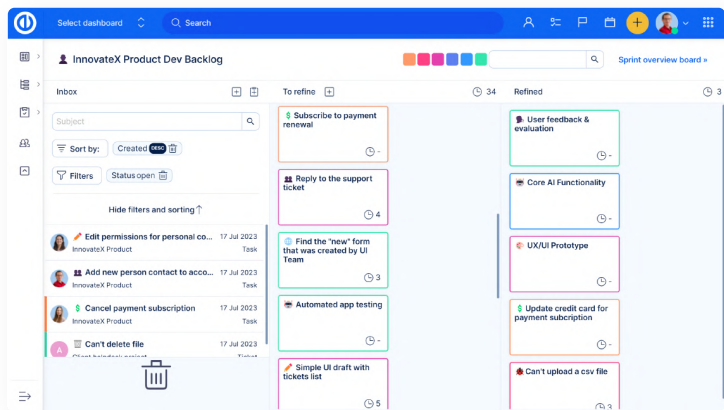 Select dashboard
Search
InnovateX Product Dev Backlog
Sprint overview board »
Inbox
Subject
Sort by:
Created DESC
Filters
Status open
Hide filters and sorting
Edit permissions for personal co...
17 Jul 2023
InnovateX Product
Task
Add new person contact to acco...
17 Jul 2023
InnovateX Product
Task
Cancel payment subscription
17 Jul 2023
InnovateX Product
Task
A
Can't delete file
17 Jul 2023
Client helpdesk project
Ticket
To refine
34
$ Subscribe to payment
renewal
-
Reply to the support
ticket
4
Find the "new" form
that was created by UI
Team
3
Automated app testing
-
Simple UI draft with
tickets list
5
Refined
3
User feedback &
evaluation
-
Core AI Functionality
-
UX/UI Prototype
-
$ Update credit card for
payment subcription
-
Can't upload a csv file
3